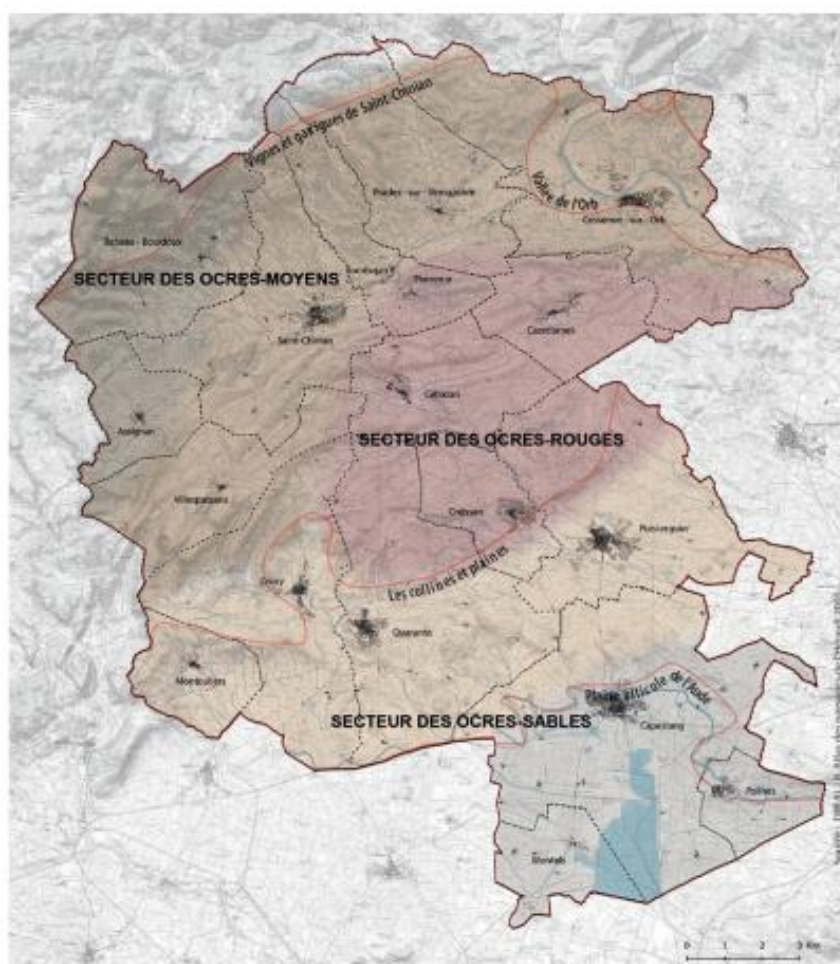 Vignes et garrigues de Saint-Chinian
Vallée de l'Orb
Prades - sur - Vernazobre
Cessenon - sur - Orb
Babeau - Bouldoux
SECTEUR DES OCRES-MOYENS
Pierrerue
Saint-Chinian
Cazedarnes
Cébazan
Assignan
SECTEUR DES OCRES-ROUGES
Villespassans
Creissan
Puisserguier
Les collines et plaines
Cruzy
Quarante
Montouliers
Plaine viticole de l'Aude
SECTEUR DES OCRES-SABLES
Capestang
Poilhes
Montels
0 1 2 3 Km